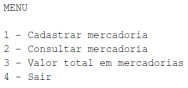 MENU
1 – Cadastrar mercadoria
2 – Consultar mercadoria
3 – Valor total em mercadorias
4 – Sair